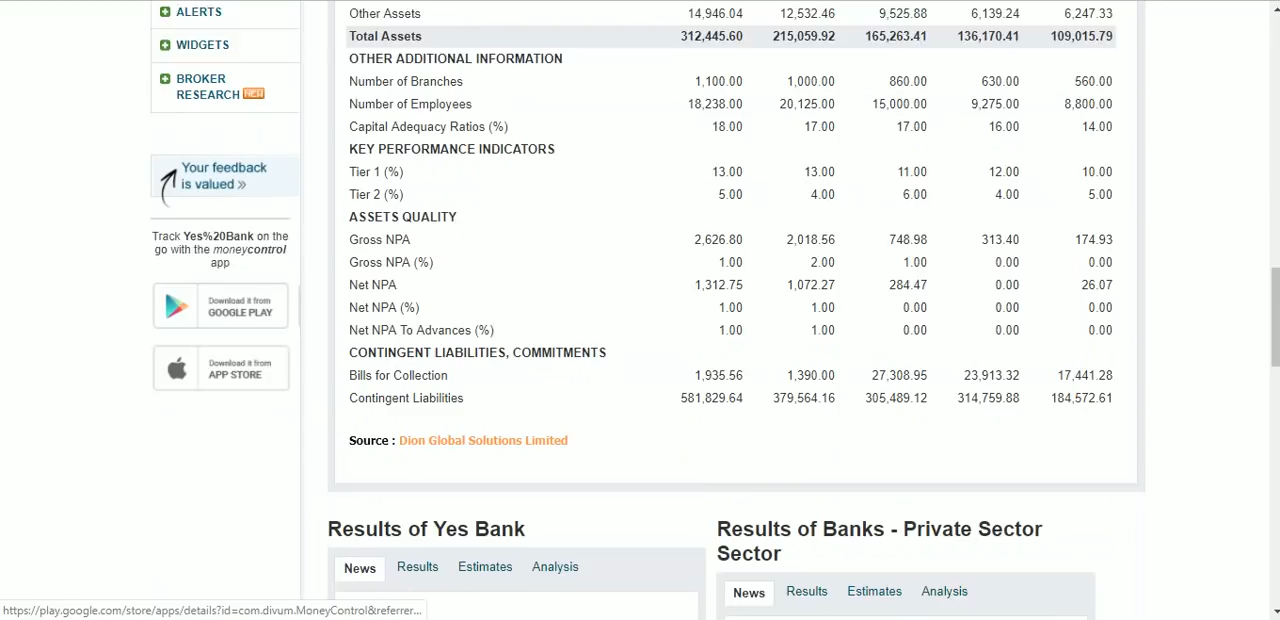 ALERTS
WIDGETS
BROKER
RESEARCH NEW
Your feedback
is valued »
Track Yes%20Bank on the
go with the moneycontrol
app
Download it from
GOOGLE PLAY
Download it from
APP STORE
Other Assets 14,946.04 12,532.46 9,525.88 6,139.24 6,247.33
Total Assets 312,445.60 215,059.92 165,263.41 136,170.41 109,015.79
OTHER ADDITIONAL INFORMATION
Number of Branches 1,100.00 1,000.00 860.00 630.00 560.00
Number of Employees 18,238.00 20,125.00 15,000.00 9,275.00 8,800.00
Capital Adequacy Ratios (%) 18.00 17.00 17.00 16.00 14.00
KEY PERFORMANCE INDICATORS
Tier 1 (%) 13.00 13.00 11.00 12.00 10.00
Tier 2 (%) 5.00 4.00 6.00 4.00 5.00
ASSETS QUALITY
Gross NPA 2,626.80 2,018.56 748.98 313.40 174.93
Gross NPA (%) 1.00 2.00 1.00 0.00 0.00
Net NPA 1,312.75 1,072.27 284.47 0.00 26.07
Net NPA (%) 1.00 1.00 0.00 0.00 0.00
Net NPA To Advances (%) 1.00 1.00 0.00 0.00 0.00
CONTINGENT LIABILITIES, COMMITMENTS
Bills for Collection 1,935.56 1,390.00 27,308.95 23,913.32 17,441.28
Contingent Liabilities 581,829.64 379,564.16 305,489.12 314,759.88 184,572.61
Source : Dion Global Solutions Limited
Results of Yes Bank
News Results Estimates Analysis
Results of Banks - Private Sector
Sector
News Results Estimates Analysis
https://play.google.com/store/apps/details?id=com.divum.MoneyControl&referrer...